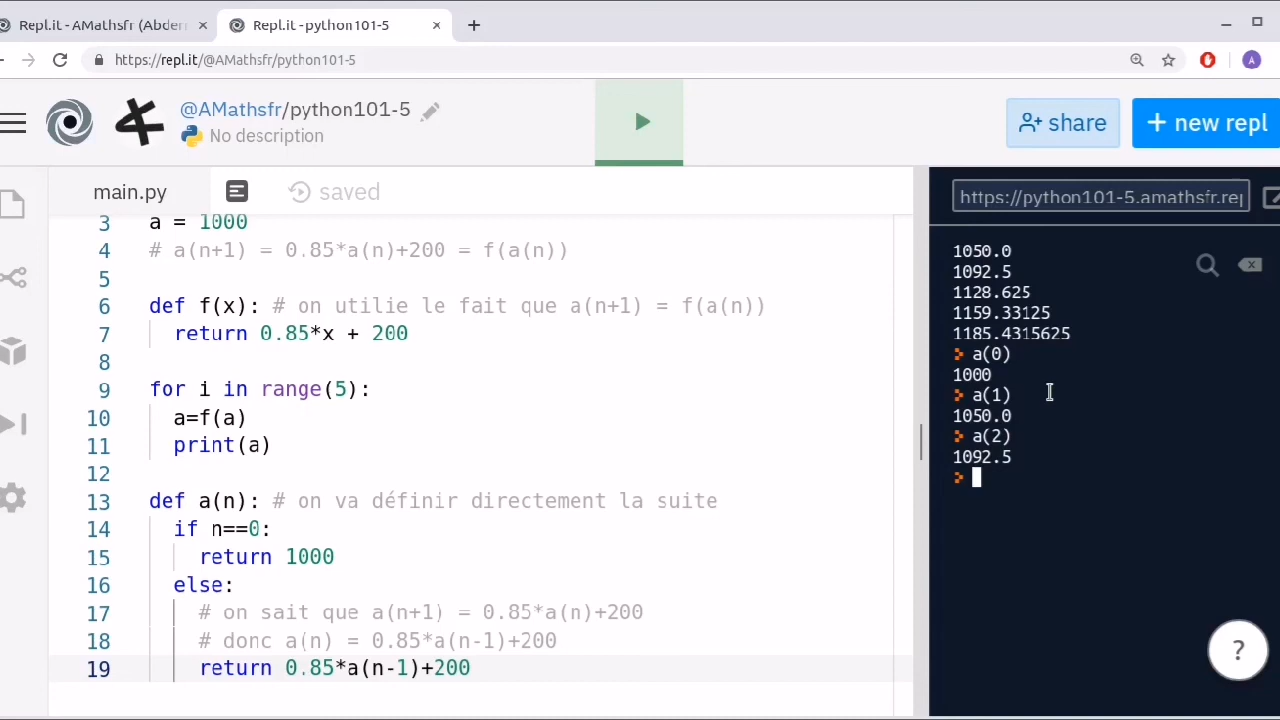 Repl.it - AMathsfr (Abder
Repl.it - python101-5
https://repl.it/@AMathsfr/python101-5
A
@AMathsfr/python101-5
No description
share
+ new repl
main.py
saved
https://python101-5.amathsfr.rep
3 a = 1000
4 # a(n+1) = 0.85*a(n)+200 = f(a(n))
5
6 def f(x): # on utilie le fait que a(n+1) = f(a(n))
7 return 0.85*x + 200
8
9 for i in range(5):
10 a=f(a)
11 print(a)
12
13 def a(n): # on va définir directement la suite
14 if n==0:
15 return 1000
16 else:
17 # on sait que a(n+1) = 0.85*a(n)+200
18 # donc a(n) = 0.85*a(n-1)+200
19 return 0.85*a(n-1)+200
1050.0
1092.5
1128.625
1159.33125
1185.4315625
> a(0)
1000
> a(1)
1050.0
> a(2)
1092.5
>
?